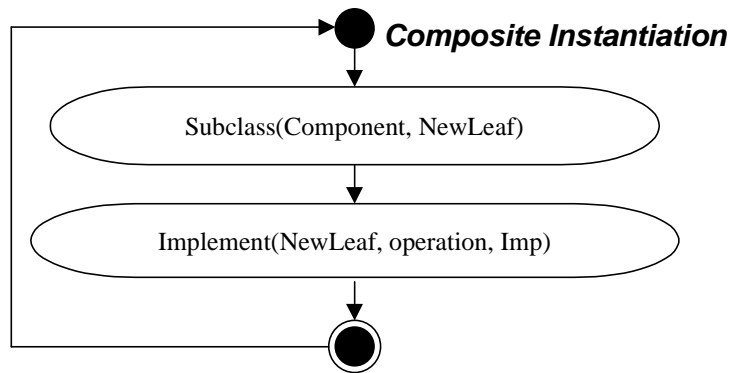 Composite Instantiation
Subclass(Component, NewLeaf)
Implement(NewLeaf, operation, Imp)